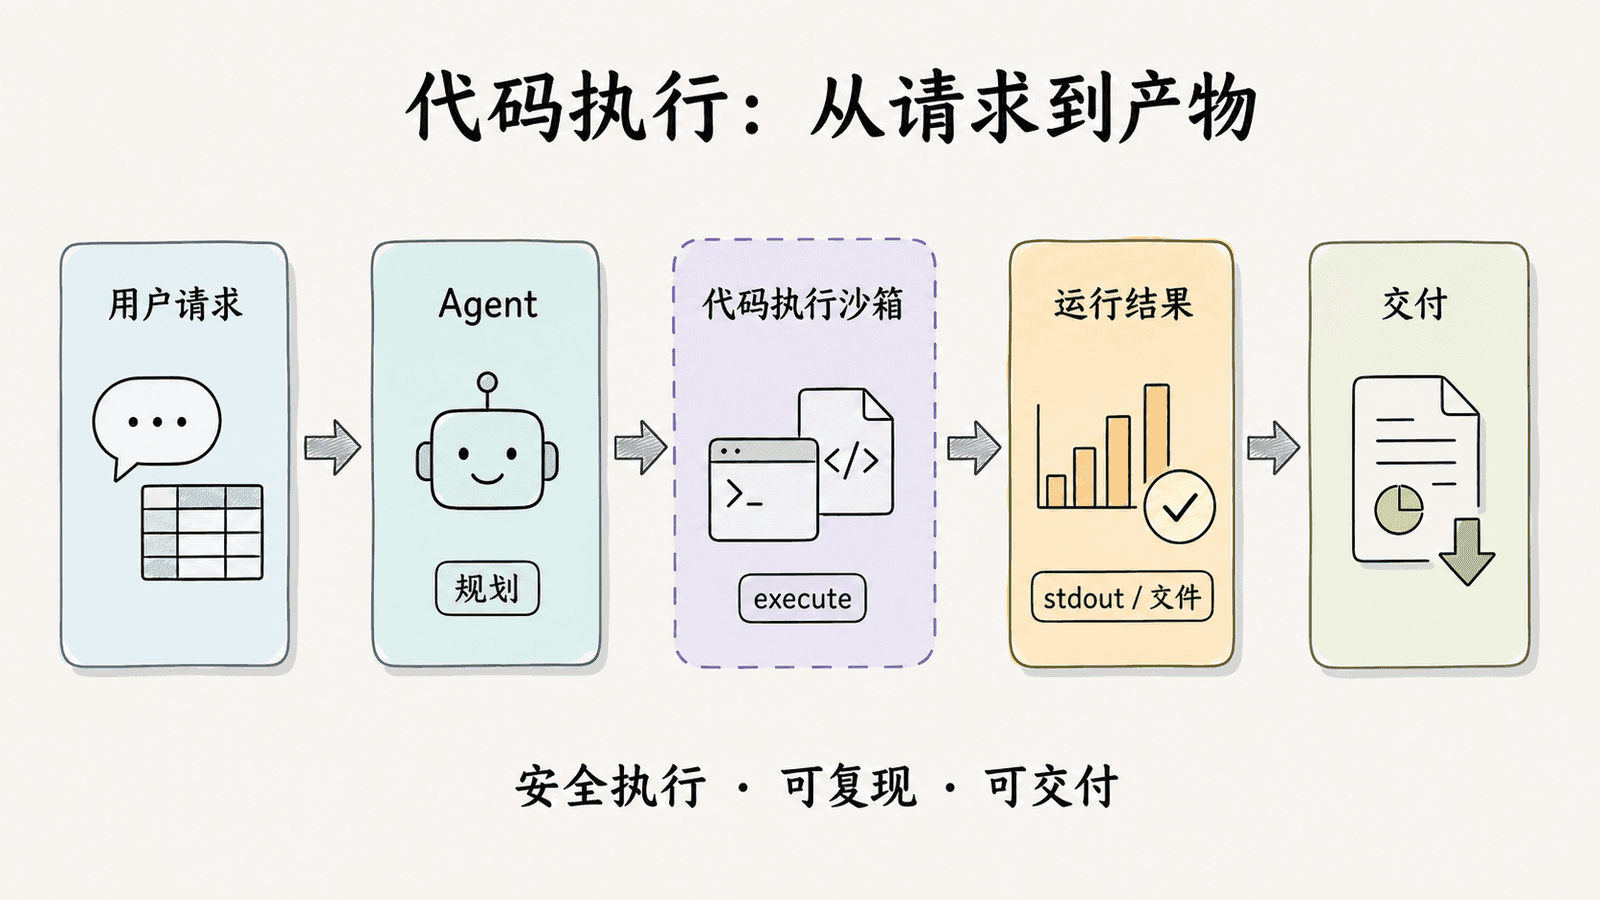 代码执行：从请求到产物
用户请求
Agent
规划
代码执行沙箱
</>
>_
execute
运行结果
stdout / 文件
交付
安全执行 · 可复现 · 可交付